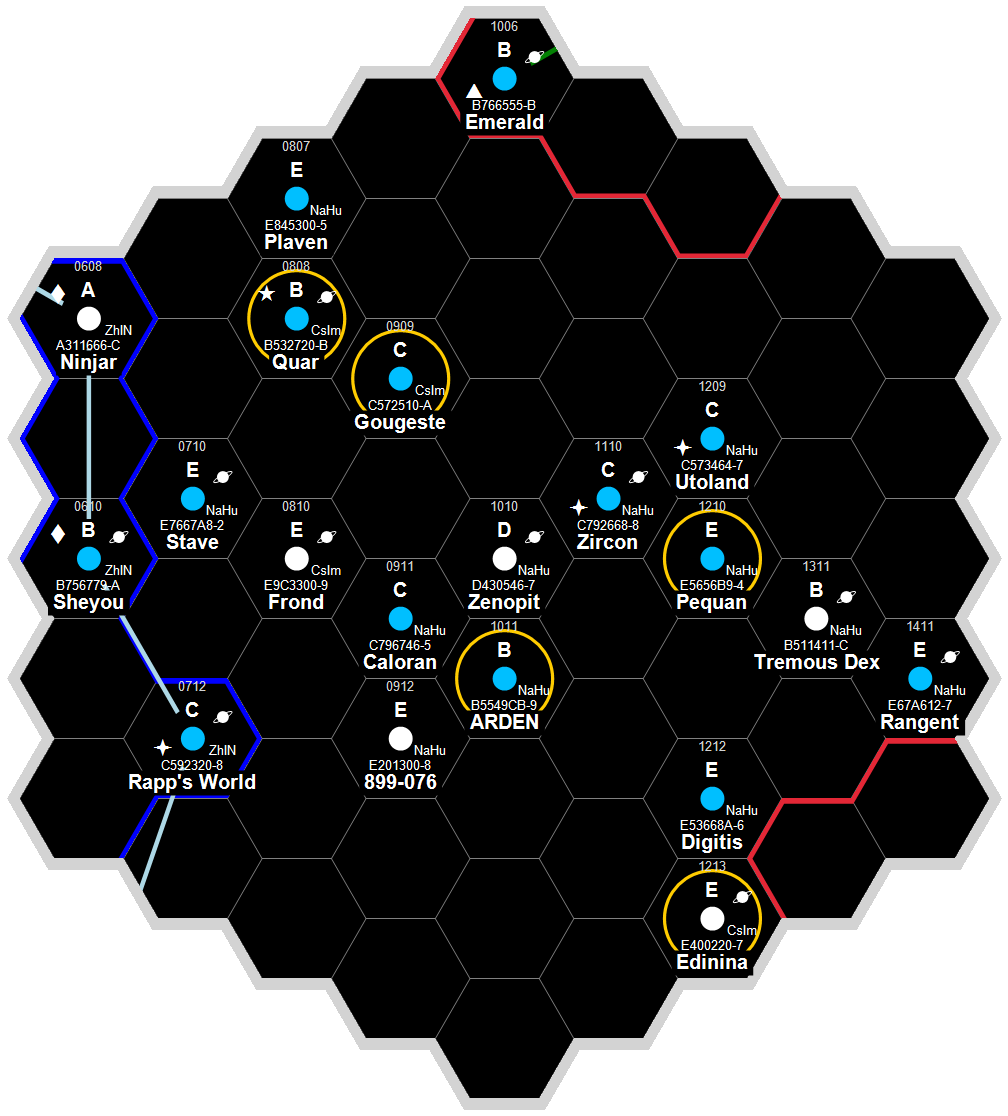 1006
B
B766555-B
Emerald
0807
E
NaHu
E845300-5
Plaven
0608
A
ZhIN
A311666-C
Ninjar
0808
B
CsIm
B532720-B
Quar
0909
C
CsIm
C572510-A
Gougeste
1209
C
NaHu
C573464-7
Utoland
0710
E
NaHu
E7667A8-2
Stave
1110
C
NaHu
C792668-8
Zircon
0610
B
ZhIN
B756779-A
Sheyou
0810
E
CsIm
E9C3300-9
Frond
1010
D
NaHu
D430546-7
Zenopit
1210
E
NaHu
E5656B9-4
Pequan
0911
C
NaHu
C796746-5
Caloran
1311
B
NaHu
B511411-C
Tremous Dex
1011
B
NaHu
B5549CB-9
ARDEN
1411
E
NaHu
E67A612-7
Rangent
0712
C
ZhIN
C592320-8
Rapp's World
0912
E
NaHu
E201300-8
899-076
1212
E
NaHu
E53668A-6
Digitis
1213
E
CsIm
E400220-7
Edinina